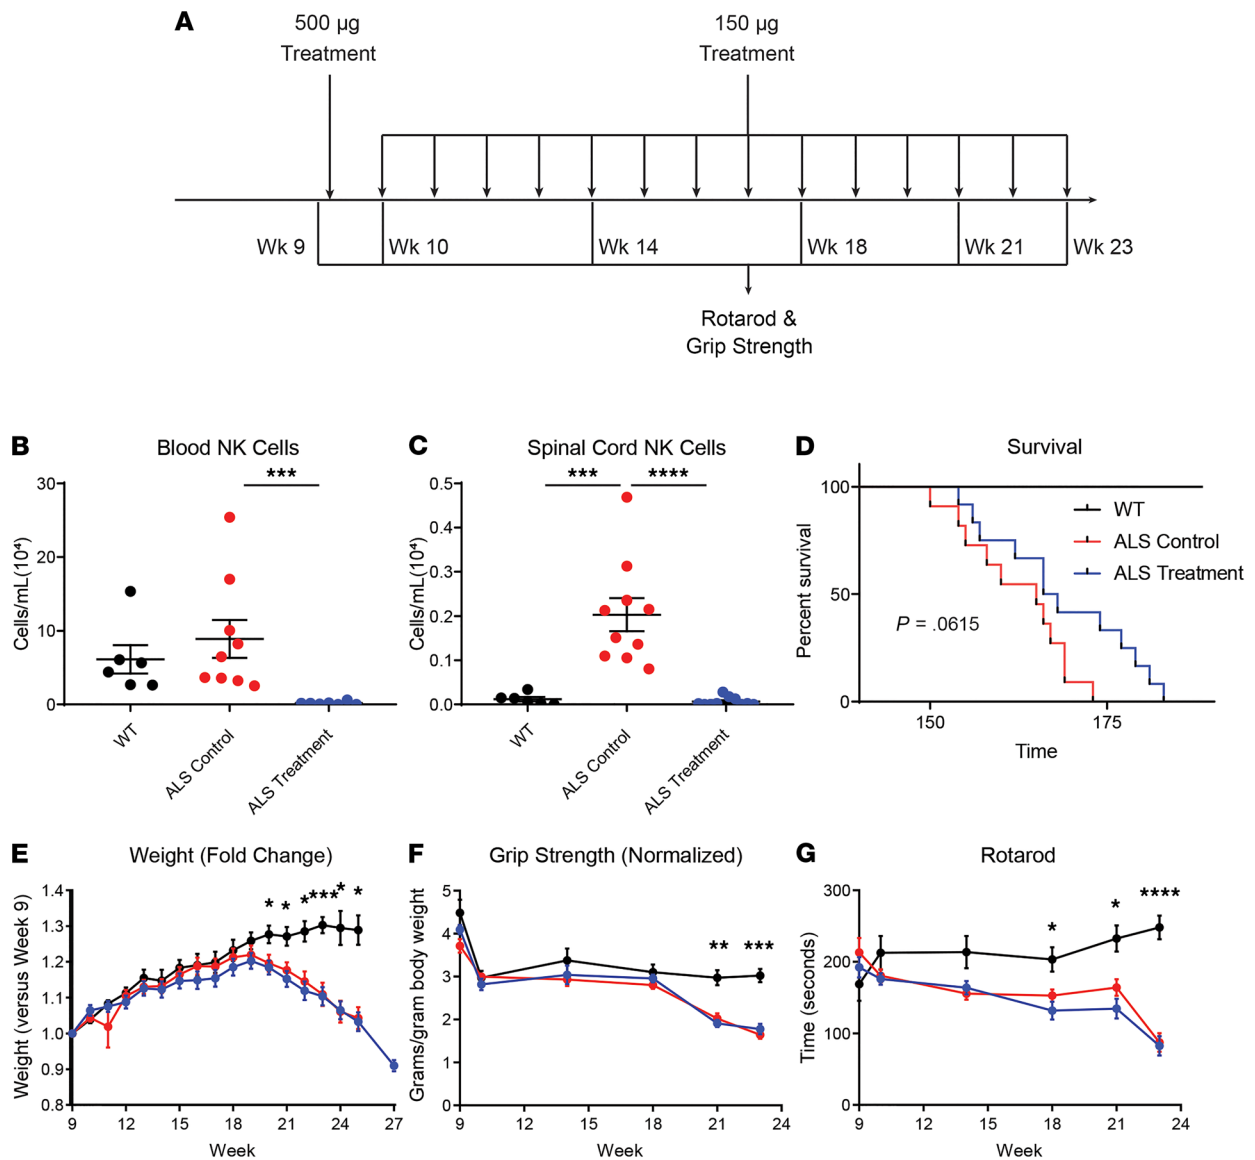 A
500 µg
Treatment
150 µg
Treatment
Wk 9
Wk 10
Wk 14
Wk 18
Wk 21
Wk 23
Rotarod &
Grip Strength
B
Blood NK Cells
***
Cells/mL(10⁴)
30
20
10
0
WT
ALS Control
ALS Treatment
C
Spinal Cord NK Cells
***
****
Cells/mL(10⁴)
0.5
0.4
0.3
0.2
0.1
0.0
WT
ALS Control
ALS Treatment
D
Survival
Percent survival
100
50
0
WT
ALS Control
ALS Treatment
P = .0615
150
175
Time
E
Weight (Fold Change)
Weight (versus Week 9)
1.4
1.3
1.2
1.1
1.0
0.9
0.8
* * * *** * *
9 12 15 18 21 24 27
Week
F
Grip Strength (Normalized)
Grams/gram body weight
5
4
3
2
1
0
** ***
9 12 15 18 21 24
Week
G
Rotarod
Time (seconds)
300
200
100
0
* * ****
9 12 15 18 21 24
Week